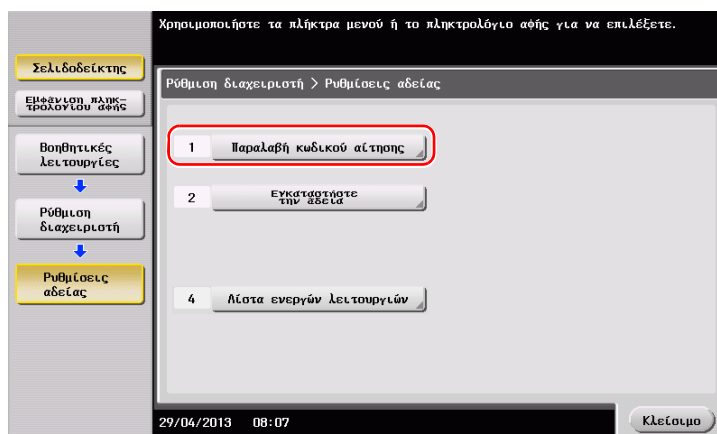 Χρησιμοποιήστε τα πλήκτρα μενού ή το πληκτρολόγιο αφής για να επιλέξετε.
Σελιδοδείκτης
Εμφάνιση πληκ-
τρολογίου αφής
Βοηθητικές
λειτουργίες
Ρύθμιση
διαχειριστή
Ρυθμίσεις
αδείας
Ρύθμιση διαχειριστή > Ρυθμίσεις αδείας
1 Παραλαβή κωδικού αίτησης
2 Εγκαταστήστε
την άδεια
4 Λίστα ενεργών λειτουργιών
29/04/2013 08:07
Κλείσιμο